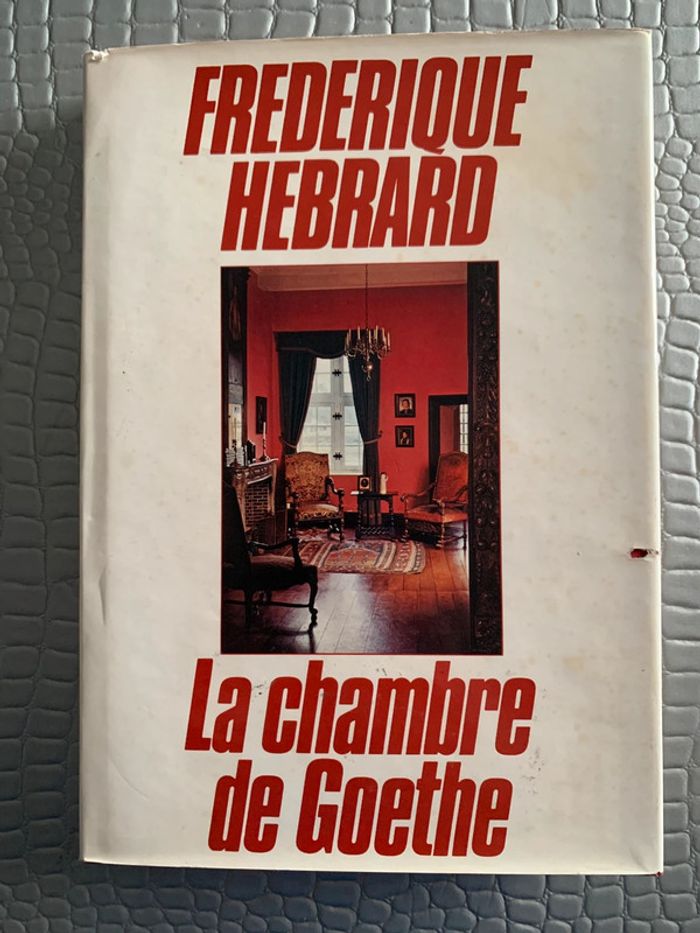 FREDERIQUE
HEBRARD
La chambre
de Goethe